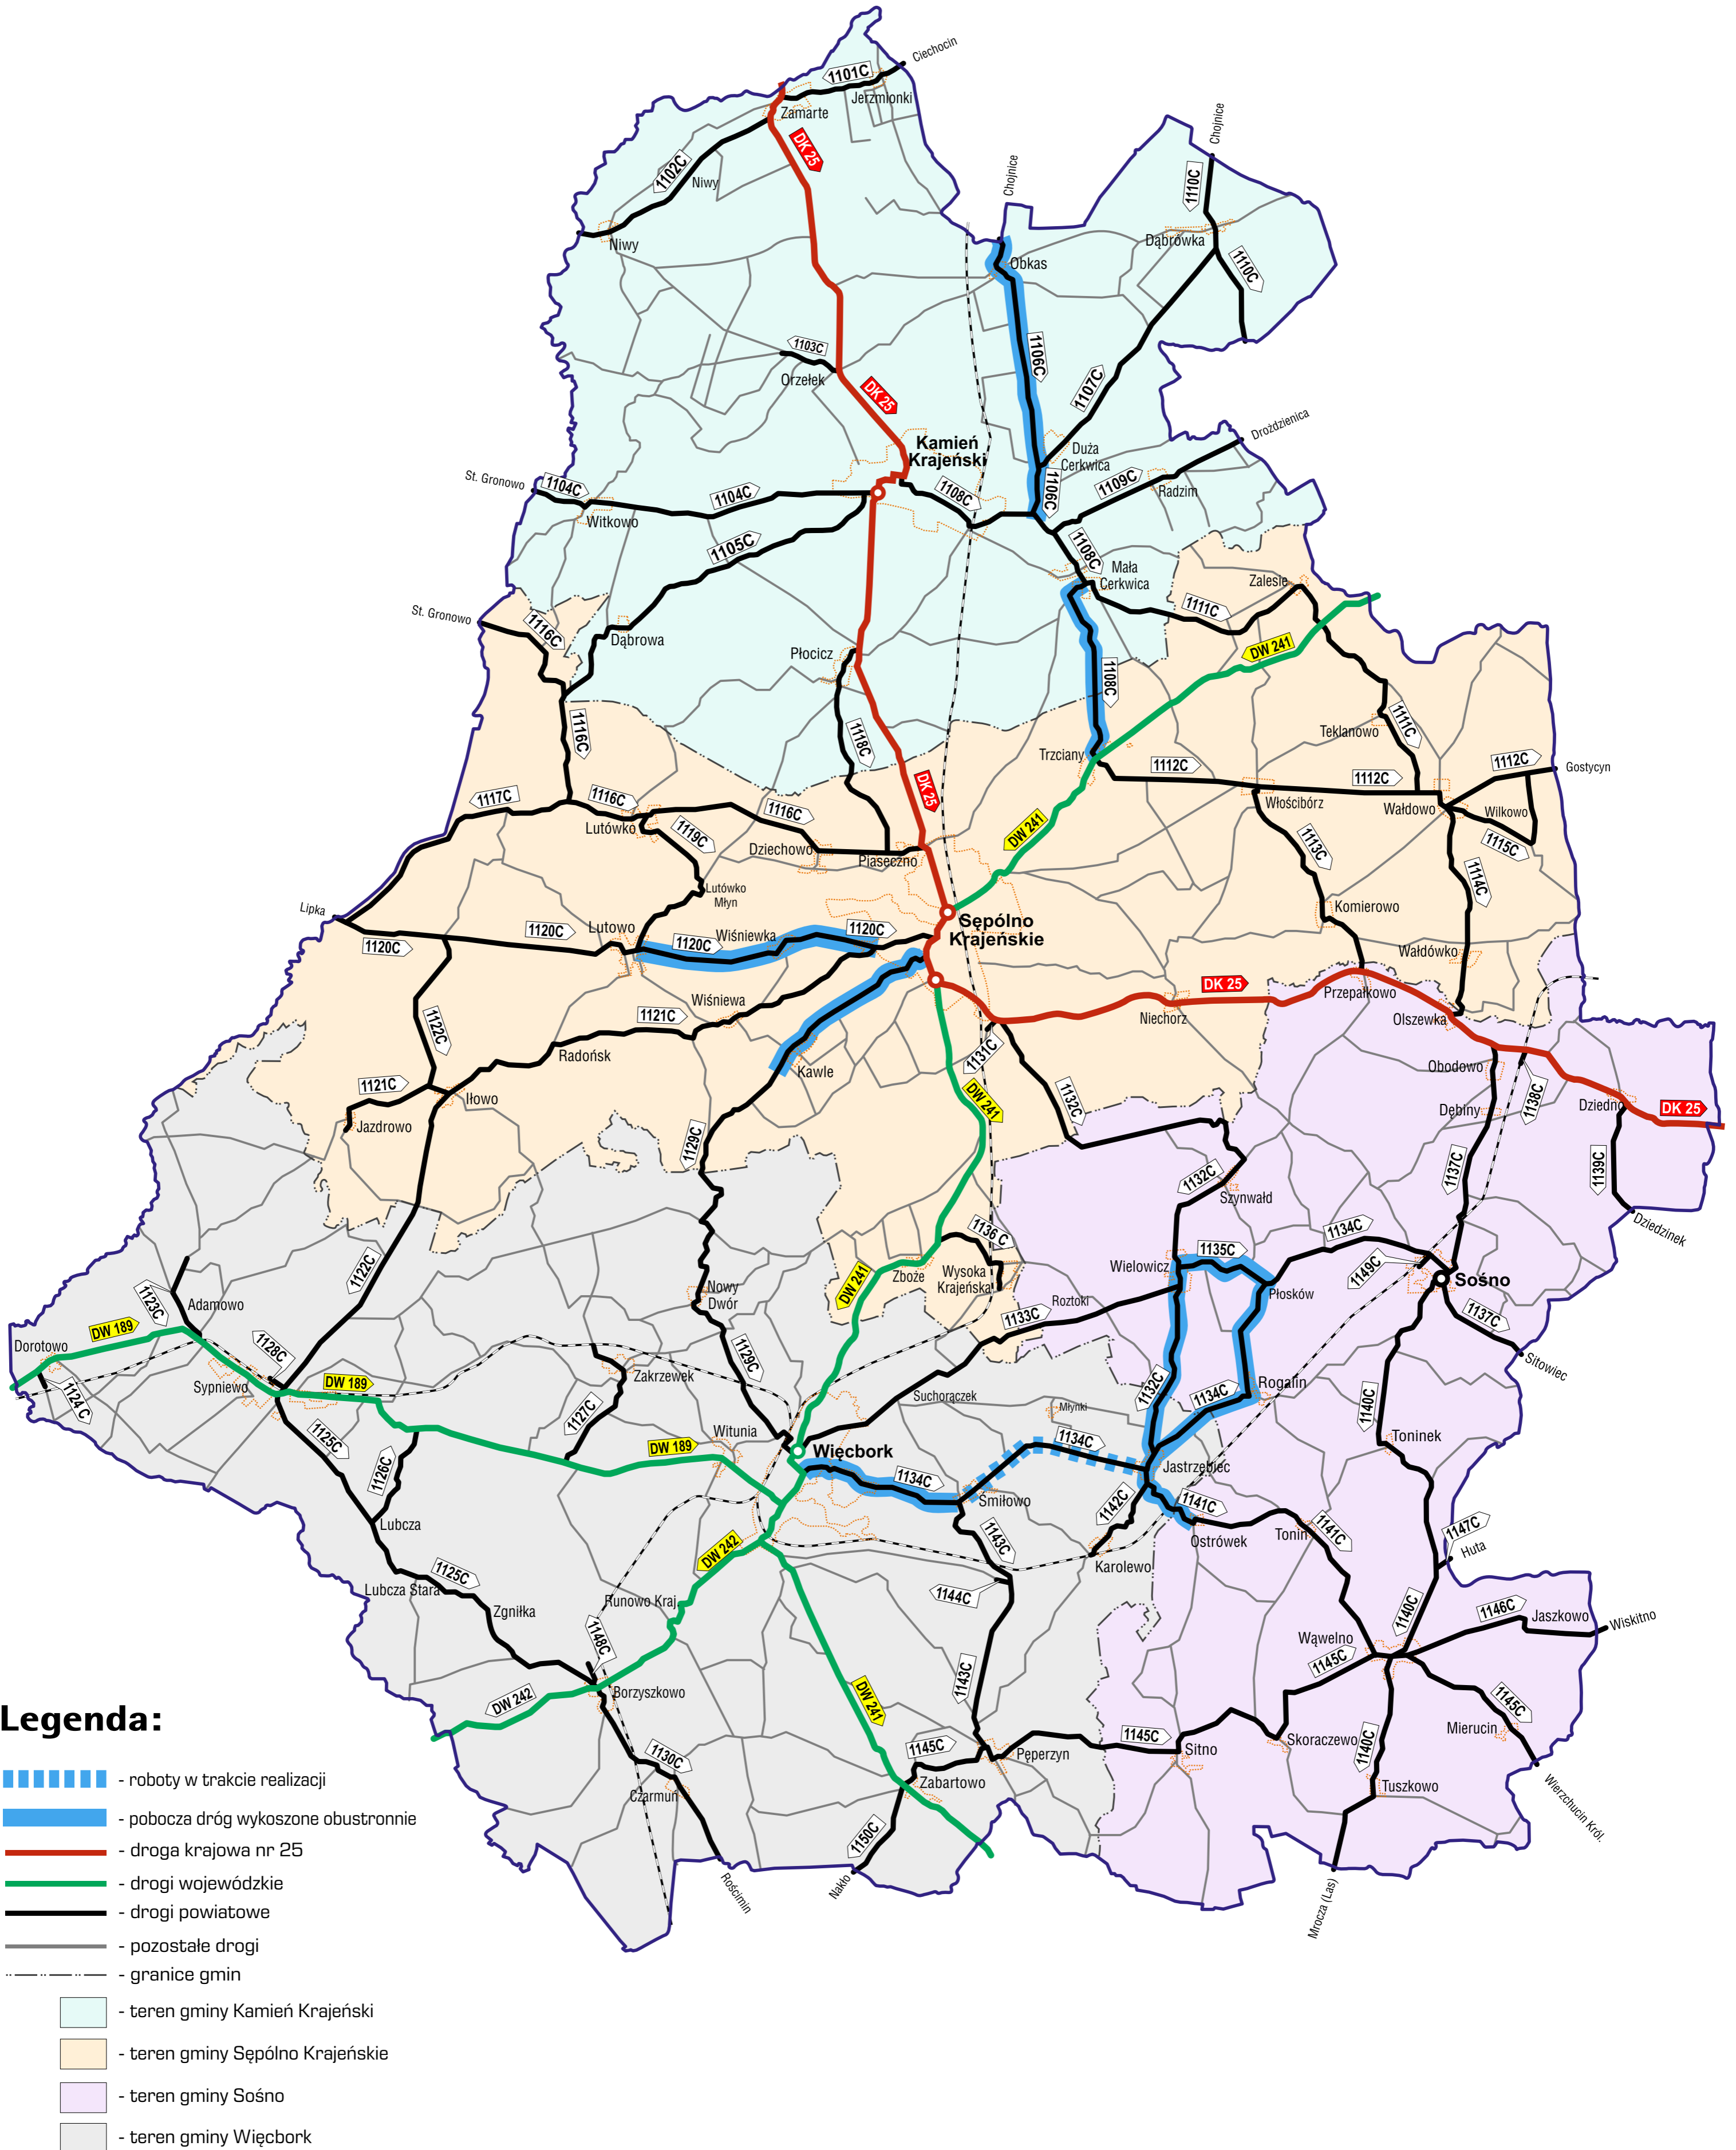 Ciechocin
1101C
Jerzmionki
Zamarte
DK 25
1102C
Niwy
Niwy
Chojnice
Chojnice
1110C
Dąbrówka
1110C
Obkas
1103C
Orzełek
1106C
1107C
DK 25
Kamień
Krajeński
Duża
Cerkwica
Drożdzienica
St. Gronowo
1104C
1104C
Witkowo
1108C
1106C
1109C
Radzim
1105C
1108C
Mała
Cerkwica
Zalesie
St. Gronowo
1116C
Dąbrowa
1111C
DW 241
Płocicz
1108C
1116C
1118C
Teklanowo
1111C
Trzciany
1112C
1112C
1112C
Gostycyn
DK 25
1117C
1116C
1116C
Lutówko
1119C
Dziechowo
Piaseczno
DW 241
Włościbórz
Wałdowo
Wilkowo
1115C
1113C
1114C
Lutówko
Młyn
Lipka
Komierowo
Sępólno
Krajeńskie
Lutowo
1120C
1120C
1120C
Wiśniewka
1120C
Wałdówko
DK 25
Przepałkowo
Wiśniewa
1121C
Niechorz
Olszewka
1122C
Radońsk
1131C
Kawle
Obodowo
1138C
1121C
Iłowo
DW 241
1132C
Dębiny
Dziedno
DK 25
Jazdrowo
1129C
1137C
1139C
1132C
Szynwałd
Dziedzinek
1136 C
1134C
1135C
Wielowicz
1122C
Zboże
Wysoka
Krajeńska
1149C
Sośno
Nowy
Dwór
DW 241
Płosków
1123C
Adamowo
Roztoki
1133C
1137C
Dorotowo
DW 189
1128C
1129C
Sitowiec
Zakrzewek
Sypniewo
DW 189
1124 C
Suchorączek
1132C
1134C
Rogalin
1140C
1127C
Młynki
Witunia
DW 189
1134C
1125C
Więcbork
Toninek
1126C
1134C
Jastrzębiec
Śmiłowo
1142C
1141C
Lubcza
1143C
Ostrówek
Tonin
1141C
1147C
Huta
DW 242
Karolewo
1125C
Lubcza Stara
1144C
Zgniłka
Runowo Kraj.
1140C
1146C
Jaszkowo
Wiskitno
1148C
Wąwelno
1145C
1143C
DW 242
Borzyszkowo
DW 241
1145C
Mierucin
1130C
1145C
Pęperzyn
1145C
Sitno
Skoraczewo
1140C
Czarmuń
Zabartowo
Tuszkowo
Wierzchucin Król.
1150C
Rościmin
Nakło
Mrocza (Las)
Legenda:
- roboty w trakcie realizacji
- pobocza dróg wykoszone obustronnie
- droga krajowa nr 25
- drogi wojewódzkie
- drogi powiatowe
- pozostałe drogi
- granice gmin
- teren gminy Kamień Krajeński
- teren gminy Sępólno Krajeńskie
- teren gminy Sośno
- teren gminy Więcbork